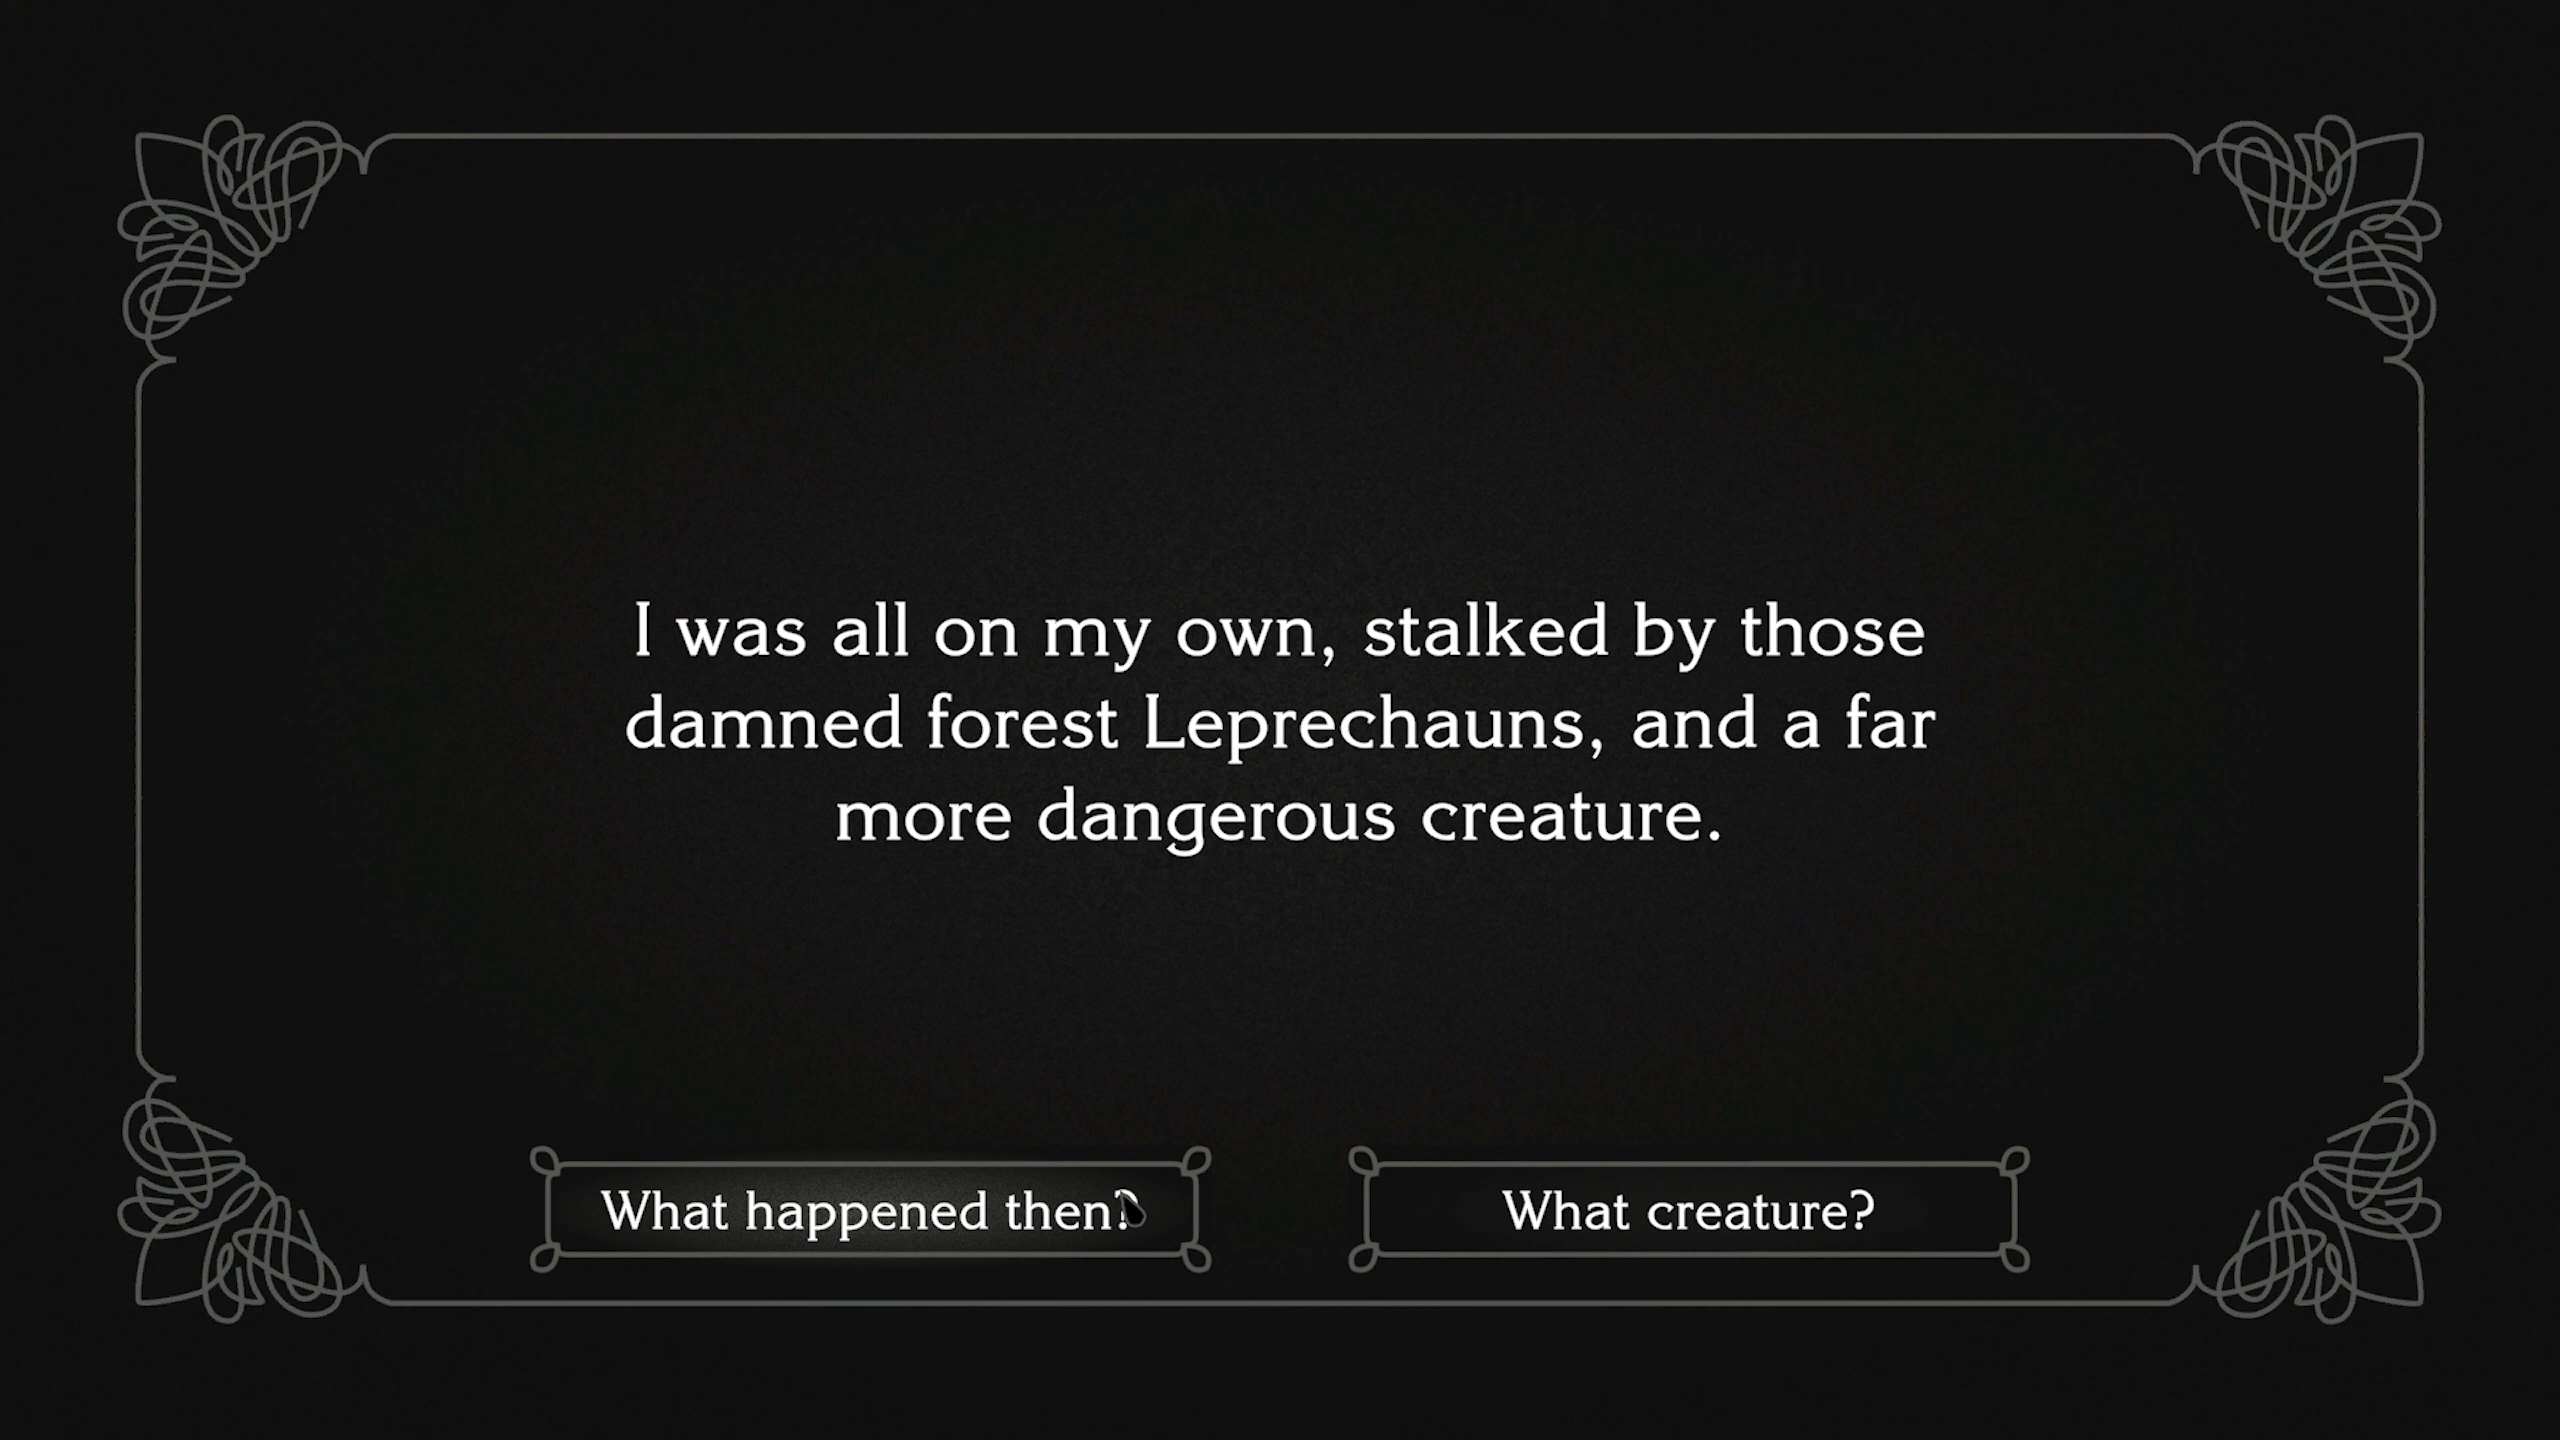 I was all on my own, stalked by those
damned forest Leprechauns, and a far
more dangerous creature.
What happened then?
What creature?